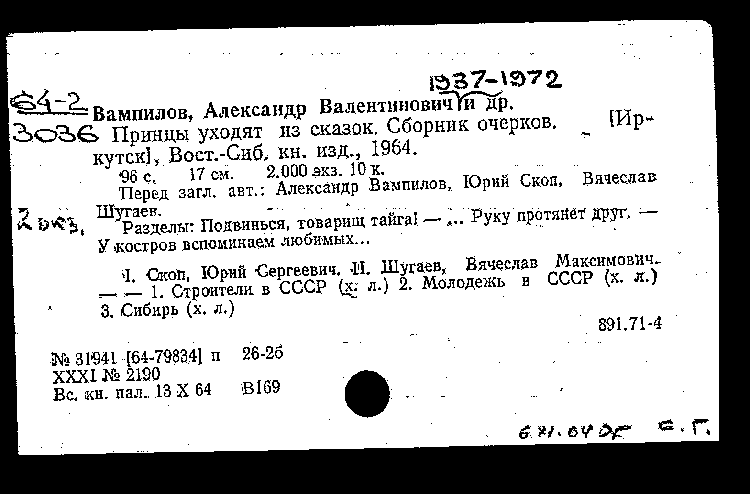 1937-1972
64-2
Вампилов, Александр Валентинович и др.
3036 Принцы уходят из сказок. Сборник очерков. [Ир-
кутск], Вост.-Сиб. кн. изд., 1964.
96 с. 17 см. 2.000 экз. 10 к.
Перед загл. авт.: Александр Вампилов, Юрий Скоп, Вячеслав
Шугаев.
2 экз. Разделы: Подвинься, товарищ тайга! — ... Руку протянет друг. —
У костров вспоминаем любимых...
I. Скоп, Юрий Сергеевич. II. Шугаев, Вячеслав Максимович.
— — 1. Строители в СССР (х. л.) 2. Молодежь в СССР (х. л.)
3. Сибирь (х. л.)
891.71-4
№ 31941 [64-79834] п 26-2б
XXXI № 2190
Вс. кн. пал. 13 X 64 В169
6 XI.64